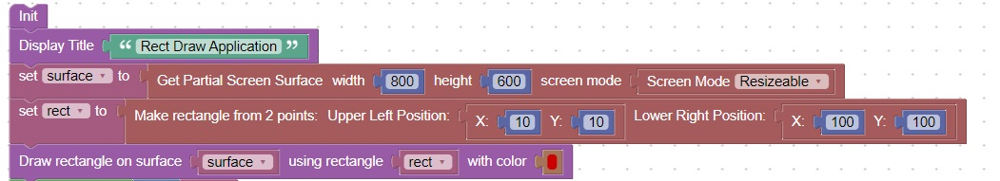 Init
Display Title “ Rect Draw Application ”
set surface to Get Partial Screen Surface width 800 height 600 screen mode Screen Mode Resizeable
set rect to Make rectangle from 2 points: Upper Left Position: X: 10 Y: 10 Lower Right Position: X: 100 Y: 100
Draw rectangle on surface surface using rectangle rect with color